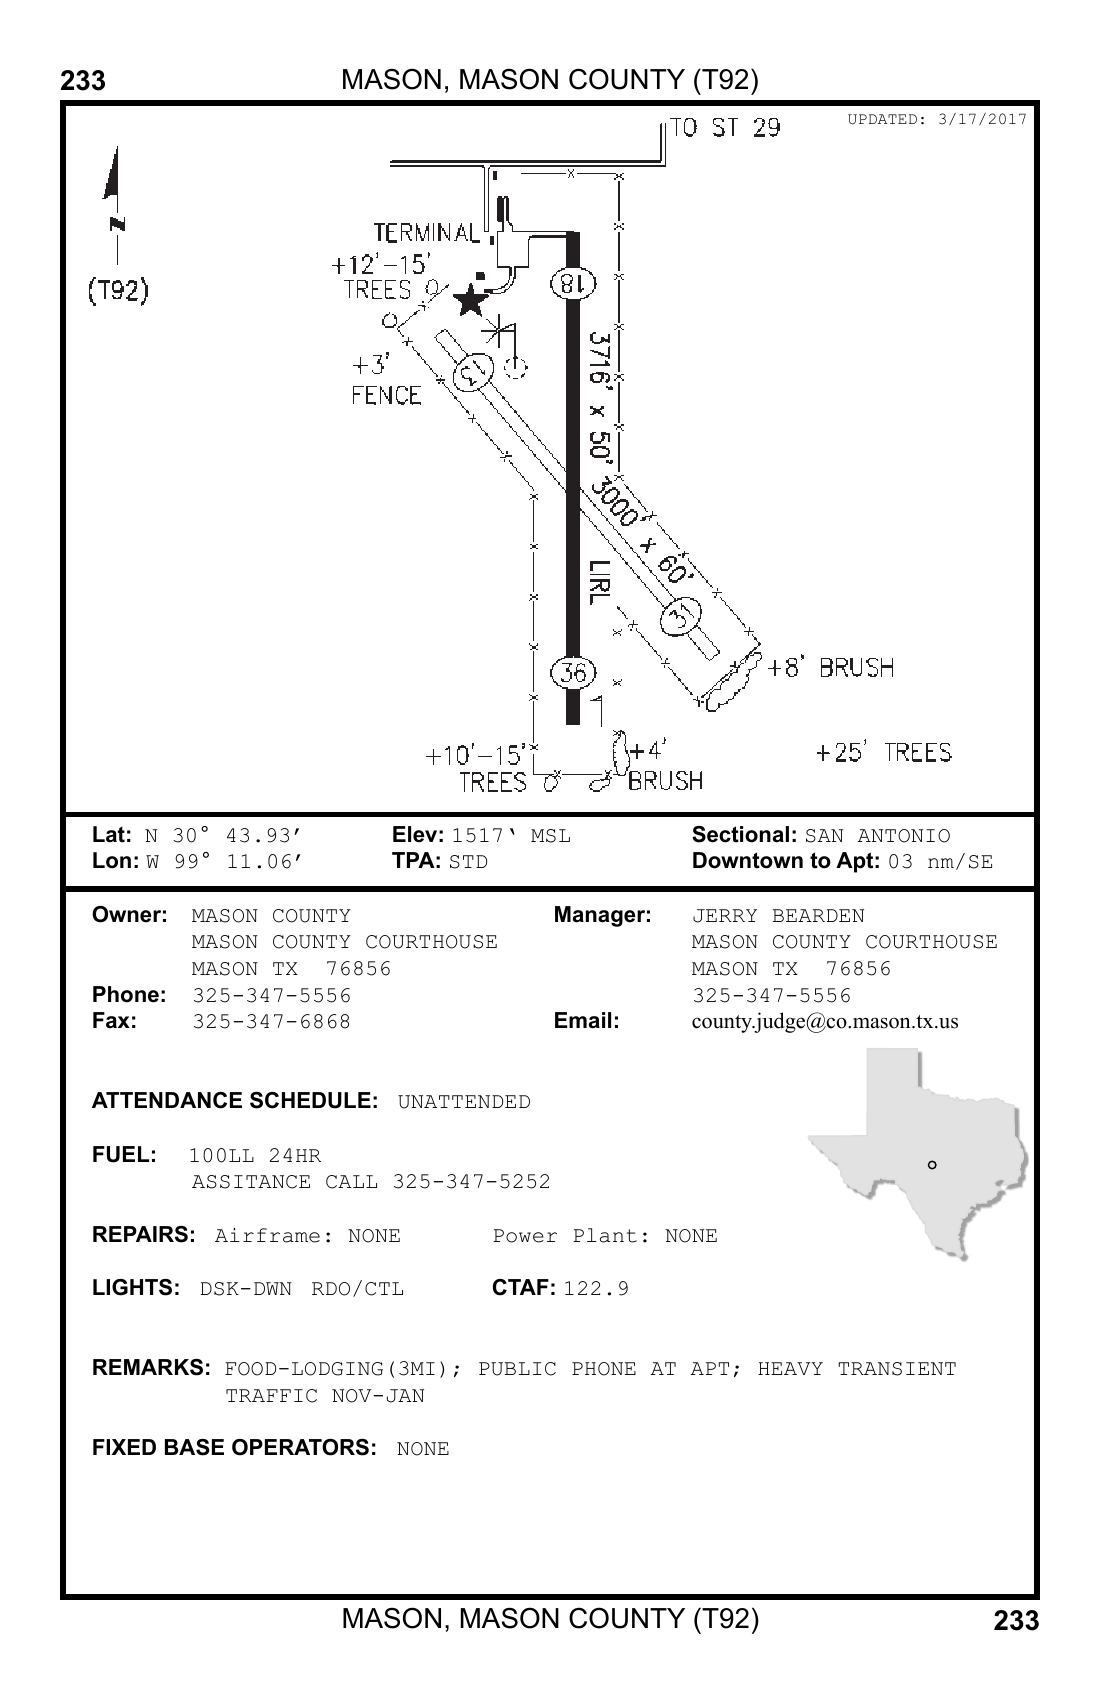 233 MASON, MASON COUNTY (T92)
UPDATED: 3/17/2017
TO ST 29
N
(T92)
TERMINAL
+12'-15'
TREES
18
+3'
FENCE
13
3716' x 50'
3000' x 60'
LIRL
31
36
+8' BRUSH
+10'-15'
TREES
+4'
BRUSH
+25' TREES
Lat: N 30° 43.93′ Elev: 1517‘ MSL Sectional: SAN ANTONIO
Lon: W 99° 11.06′ TPA: STD Downtown to Apt: 03 nm/SE
Owner: MASON COUNTY Manager: JERRY BEARDEN
MASON COUNTY COURTHOUSE MASON COUNTY COURTHOUSE
MASON TX 76856 MASON TX 76856
Phone: 325-347-5556 325-347-5556
Fax: 325-347-6868 Email: county.judge@co.mason.tx.us
ATTENDANCE SCHEDULE: UNATTENDED
FUEL: 100LL 24HR
ASSITANCE CALL 325-347-5252
REPAIRS: Airframe: NONE Power Plant: NONE
LIGHTS: DSK-DWN RDO/CTL CTAF: 122.9
REMARKS: FOOD-LODGING(3MI); PUBLIC PHONE AT APT; HEAVY TRANSIENT
TRAFFIC NOV-JAN
FIXED BASE OPERATORS: NONE
MASON, MASON COUNTY (T92) 233